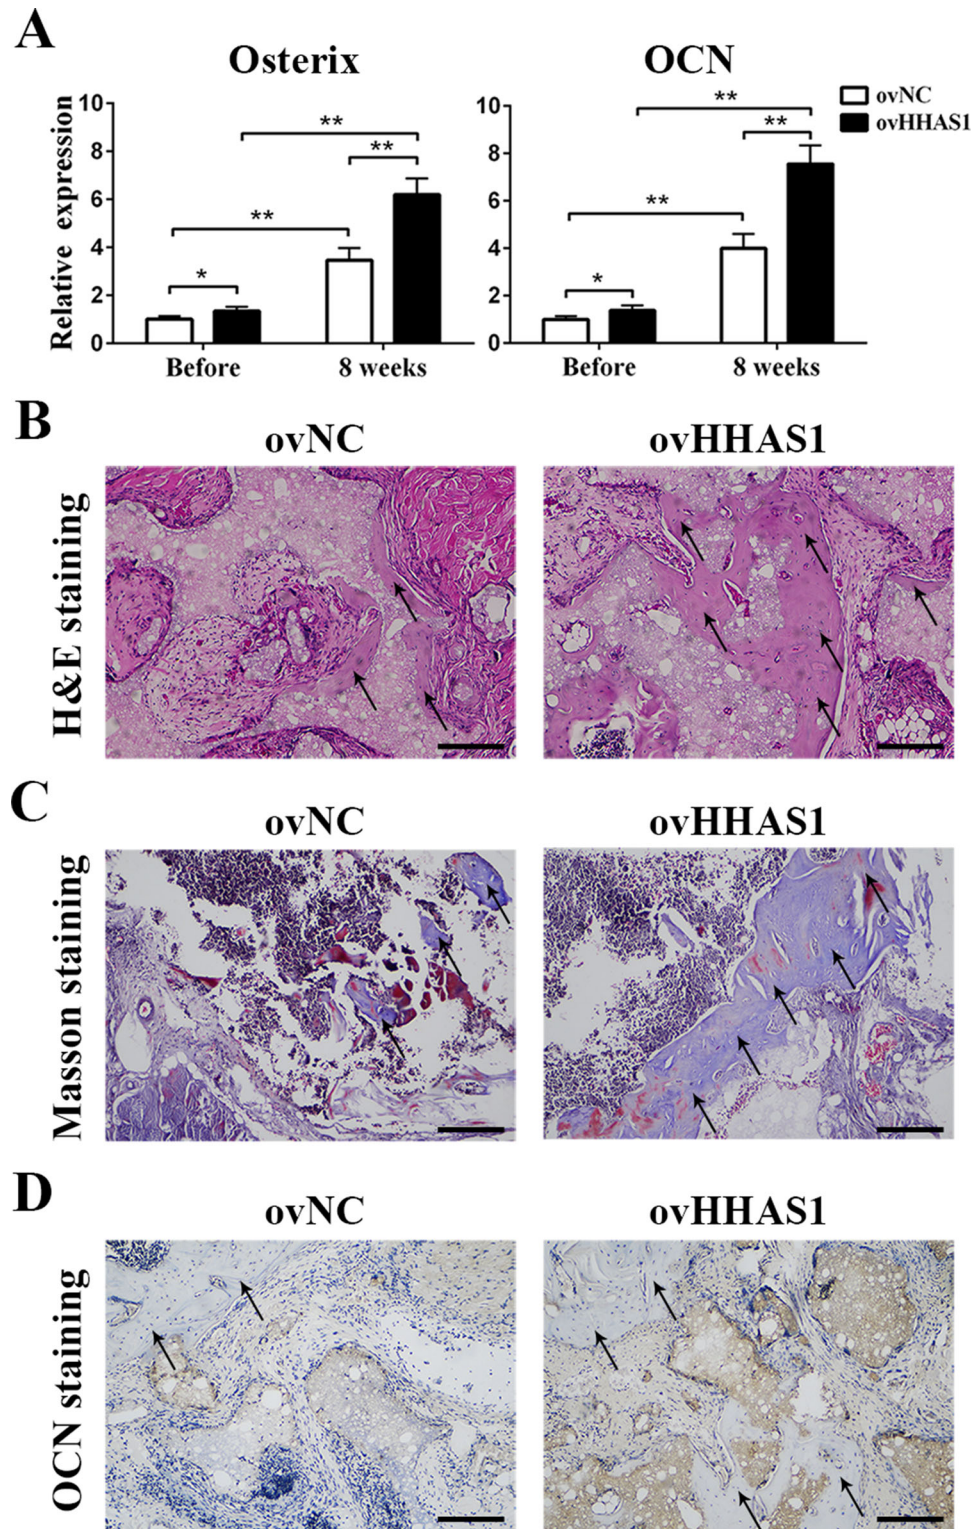 A
Osterix
OCN
ovNC
ovHHAS1
Relative expression
10
8
6
4
2
0
**
**
**
*
Before
8 weeks
10
8
6
4
2
0
**
**
**
*
Before
8 weeks
B
ovNC
ovHHAS1
H&E staining
C
ovNC
ovHHAS1
Masson staining
D
ovNC
ovHHAS1
OCN staining